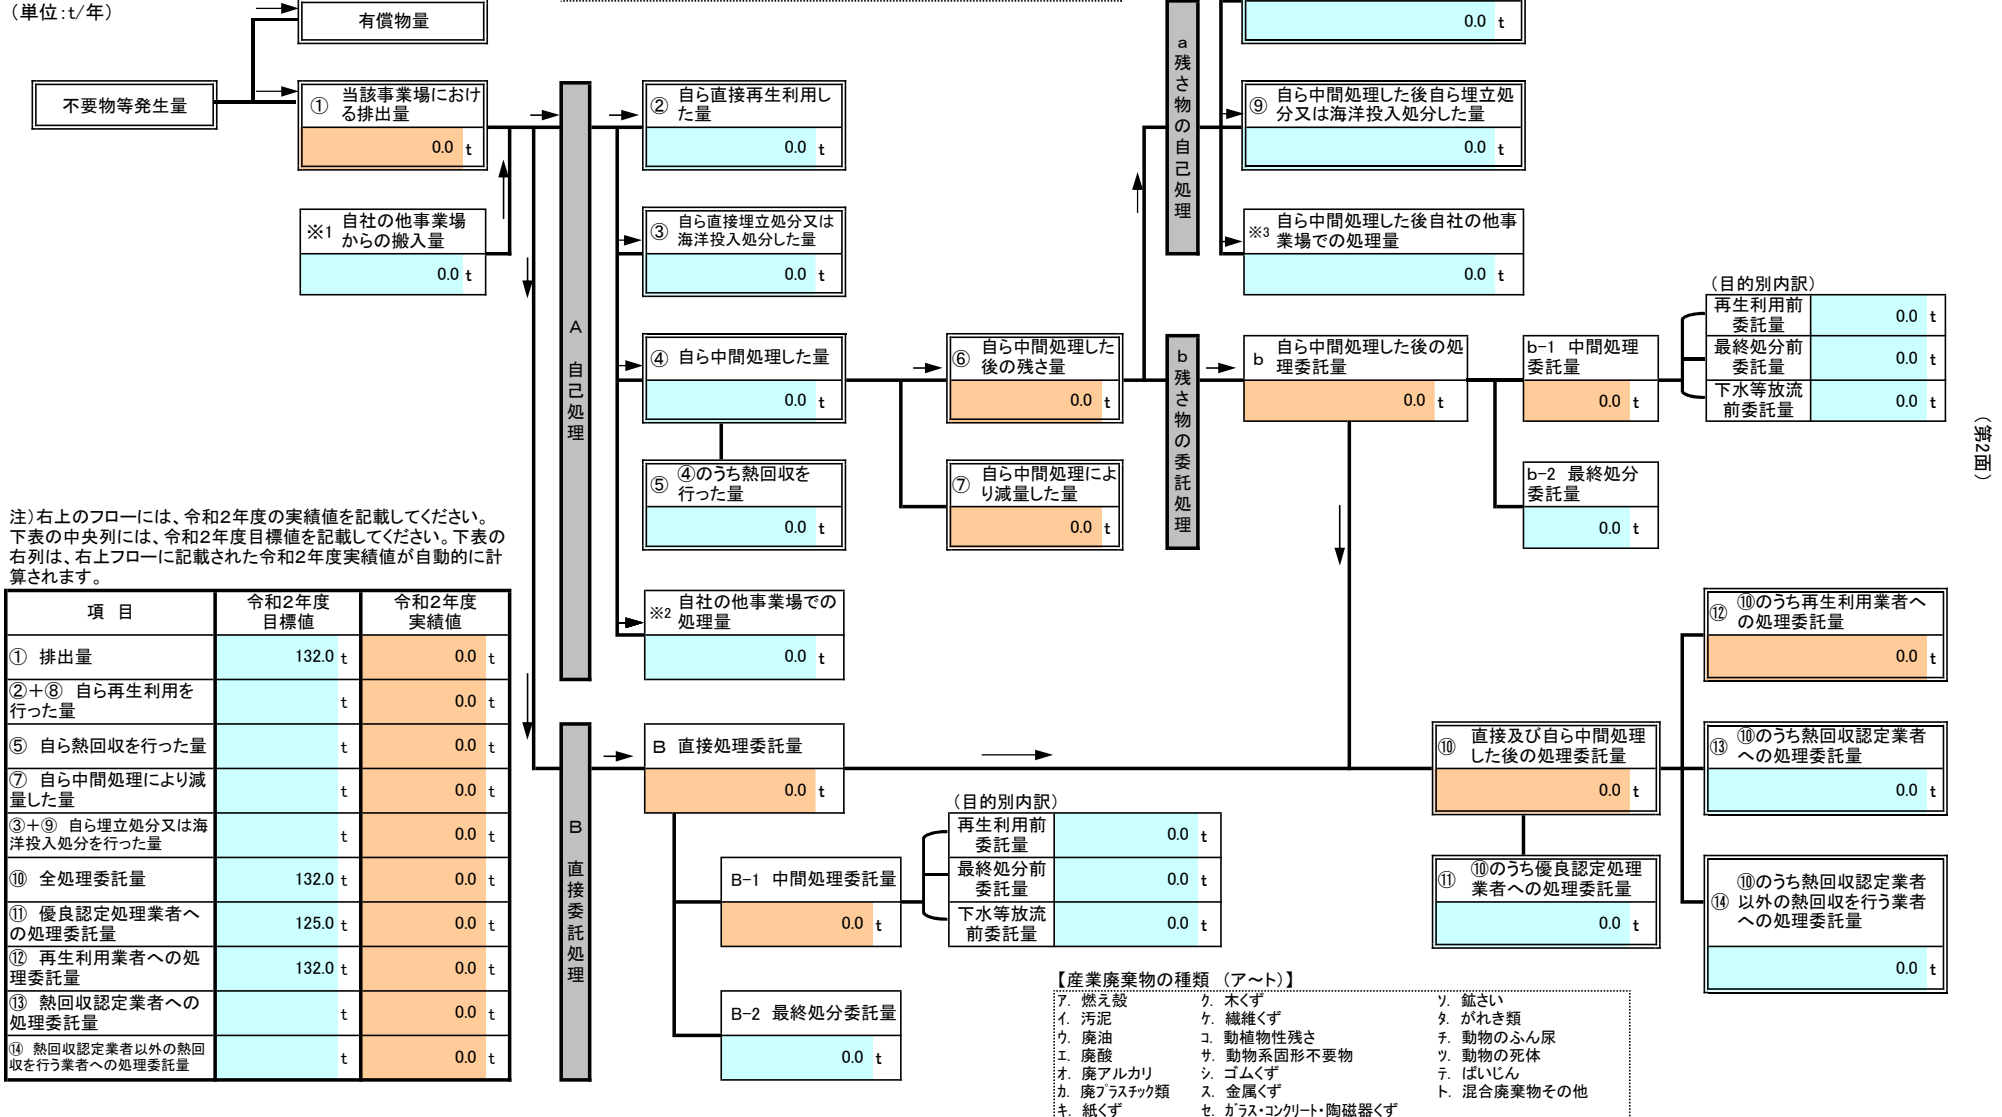 （単位：t/年）
有償物量
不要物等発生量
① 当該事業場におけ
る排出量
0.0 t
※1 自社の他事業場
からの搬入量
0.0 t
A 自己処理
② 自ら直接再生利用し
た量
0.0 t
③ 自ら直接埋立処分又は
海洋投入処分した量
0.0 t
④ 自ら中間処理した量
0.0 t
⑤ ④のうち熱回収を
行った量
0.0 t
※2 自社の他事業場での
処理量
0.0 t
⑥ 自ら中間処理した
後の残さ量
0.0 t
⑦ 自ら中間処理によ
り減量した量
0.0 t
a 残さ物の自己処理
0.0 t
⑨ 自ら中間処理した後自ら埋立処
分又は海洋投入処分した量
0.0 t
※3 自ら中間処理した後自社の他事
業場での処理量
0.0 t
b 残さ物の委託処理
b 自ら中間処理した後の処
理委託量
0.0 t
b-1 中間処理
委託量
0.0 t
b-2 最終処分
委託量
0.0 t
（目的別内訳）
再生利用前
委託量
0.0 t
最終処分前
委託量
0.0 t
下水等放流
前委託量
0.0 t
（第2面）
注）右上のフローには、令和２年度の実績値を記載してください。
下表の中央列には、令和２年度目標値を記載してください。下表の
右列は、右上フローに記載された令和２年度実績値が自動的に計
算されます。
項 目 令和２年度
目標値 令和２年度
実績値
① 排出量 132.0 t 0.0 t
②＋⑧ 自ら再生利用を
行った量 t 0.0 t
⑤ 自ら熱回収を行った量 t 0.0 t
⑦ 自ら中間処理により減
量した量 t 0.0 t
③＋⑨ 自ら埋立処分又は海
洋投入処分を行った量 t 0.0 t
⑩ 全処理委託量 132.0 t 0.0 t
⑪ 優良認定処理業者へ
の処理委託量 125.0 t 0.0 t
⑫ 再生利用業者への処
理委託量 132.0 t 0.0 t
⑬ 熱回収認定業者への
処理委託量 t 0.0 t
⑭ 熱回収認定業者以外の熱回
収を行う業者への処理委託量 t 0.0 t
B 直接委託処理
B 直接処理委託量
0.0 t
B-1 中間処理委託量
0.0 t
B-2 最終処分委託量
0.0 t
（目的別内訳）
再生利用前
委託量
0.0 t
最終処分前
委託量
0.0 t
下水等放流
前委託量
0.0 t
⑩ 直接及び自ら中間処理
した後の処理委託量
0.0 t
⑪ ⑩のうち優良認定処理
業者への処理委託量
0.0 t
⑫ ⑩のうち再生利用業者へ
の処理委託量
0.0 t
⑬ ⑩のうち熱回収認定業者
への処理委託量
0.0 t
⑭ ⑩のうち熱回収認定業者
以外の熱回収を行う業者
への処理委託量
0.0 t
【産業廃棄物の種類 （ア～ト）】
ｱ. 燃え殻 ｸ. 木くず ｿ. 鉱さい
ｲ. 汚泥 ｹ. 繊維くず ﾀ. がれき類
ｳ. 廃油 ｺ. 動植物性残さ ﾁ. 動物のふん尿
ｴ. 廃酸 ｻ. 動物系固形不要物 ﾂ. 動物の死体
ｵ. 廃アルカリ ｼ. ゴムくず ﾃ. ばいじん
ｶ. 廃ﾌﾟﾗｽﾁｯｸ類 ｽ. 金属くず ﾄ. 混合廃棄物その他
ｷ. 紙くず ｾ. ｶﾞﾗｽ・ｺﾝｸﾘｰﾄ・陶磁器くず